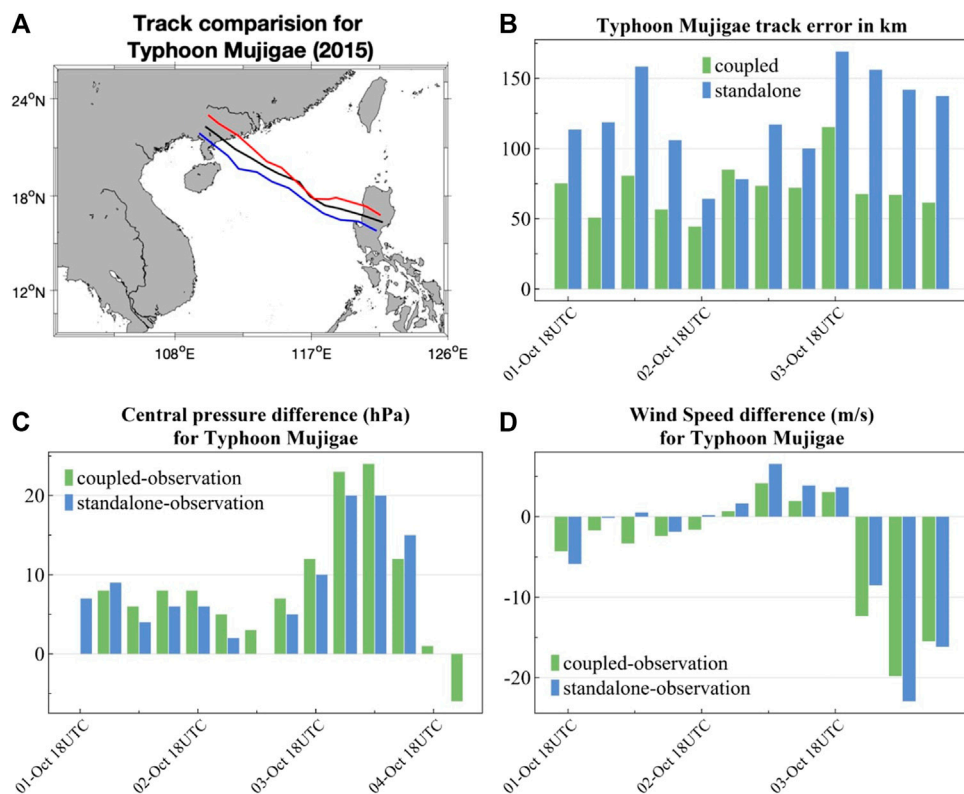 A
Track comparision for
Typhoon Mujigae (2015)
24°N
18°N
12°N
108°E
117°E
126°E
B
Typhoon Mujigae track error in km
coupled
standalone
150
100
50
0
01-Oct 18UTC
02-Oct 18UTC
03-Oct 18UTC
C
Central pressure difference (hPa)
for Typhoon Mujigae
coupled-observation
standalone-observation
20
10
0
01-Oct 18UTC
02-Oct 18UTC
03-Oct 18UTC
04-Oct 18UTC
D
Wind Speed difference (m/s)
for Typhoon Mujigae
0
-10
-20
coupled-observation
standalone-observation
01-Oct 18UTC
02-Oct 18UTC
03-Oct 18UTC